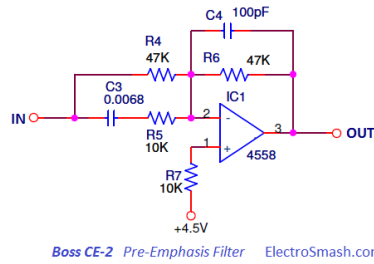 C4
100pF
R4
47K
R6
47K
C3
0.0068
IC1
IN
2
-
3
OUT
R5
10K
1
+
4558
R7
10K
+4.5V
Boss CE-2 Pre-Emphasis Filter ElectroSmash.com